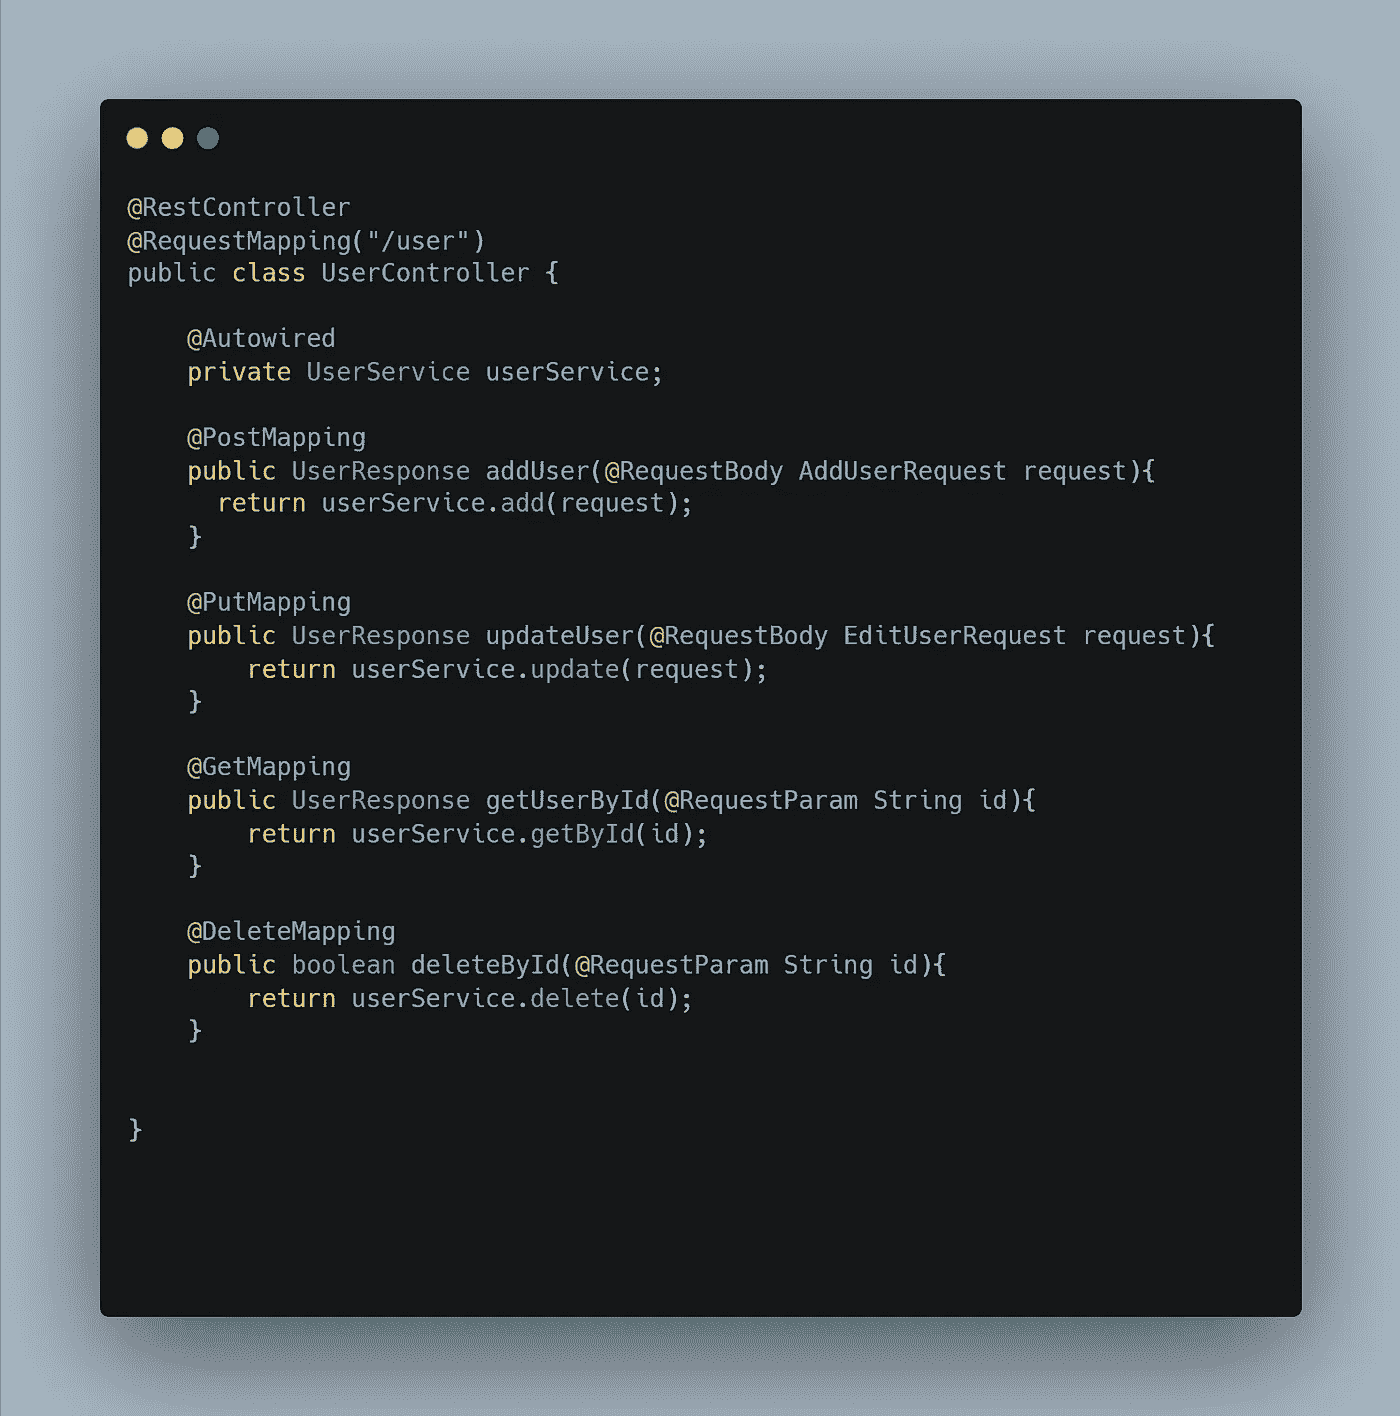 @RestController
@RequestMapping("/user")
public class UserController {
@Autowired
private UserService userService;
@PostMapping
public UserResponse addUser(@RequestBody AddUserRequest request){
return userService.add(request);
}
@PutMapping
public UserResponse updateUser(@RequestBody EditUserRequest request){
return userService.update(request);
}
@GetMapping
public UserResponse getUserById(@RequestParam String id){
return userService.getById(id);
}
@DeleteMapping
public boolean deleteById(@RequestParam String id){
return userService.delete(id);
}
}